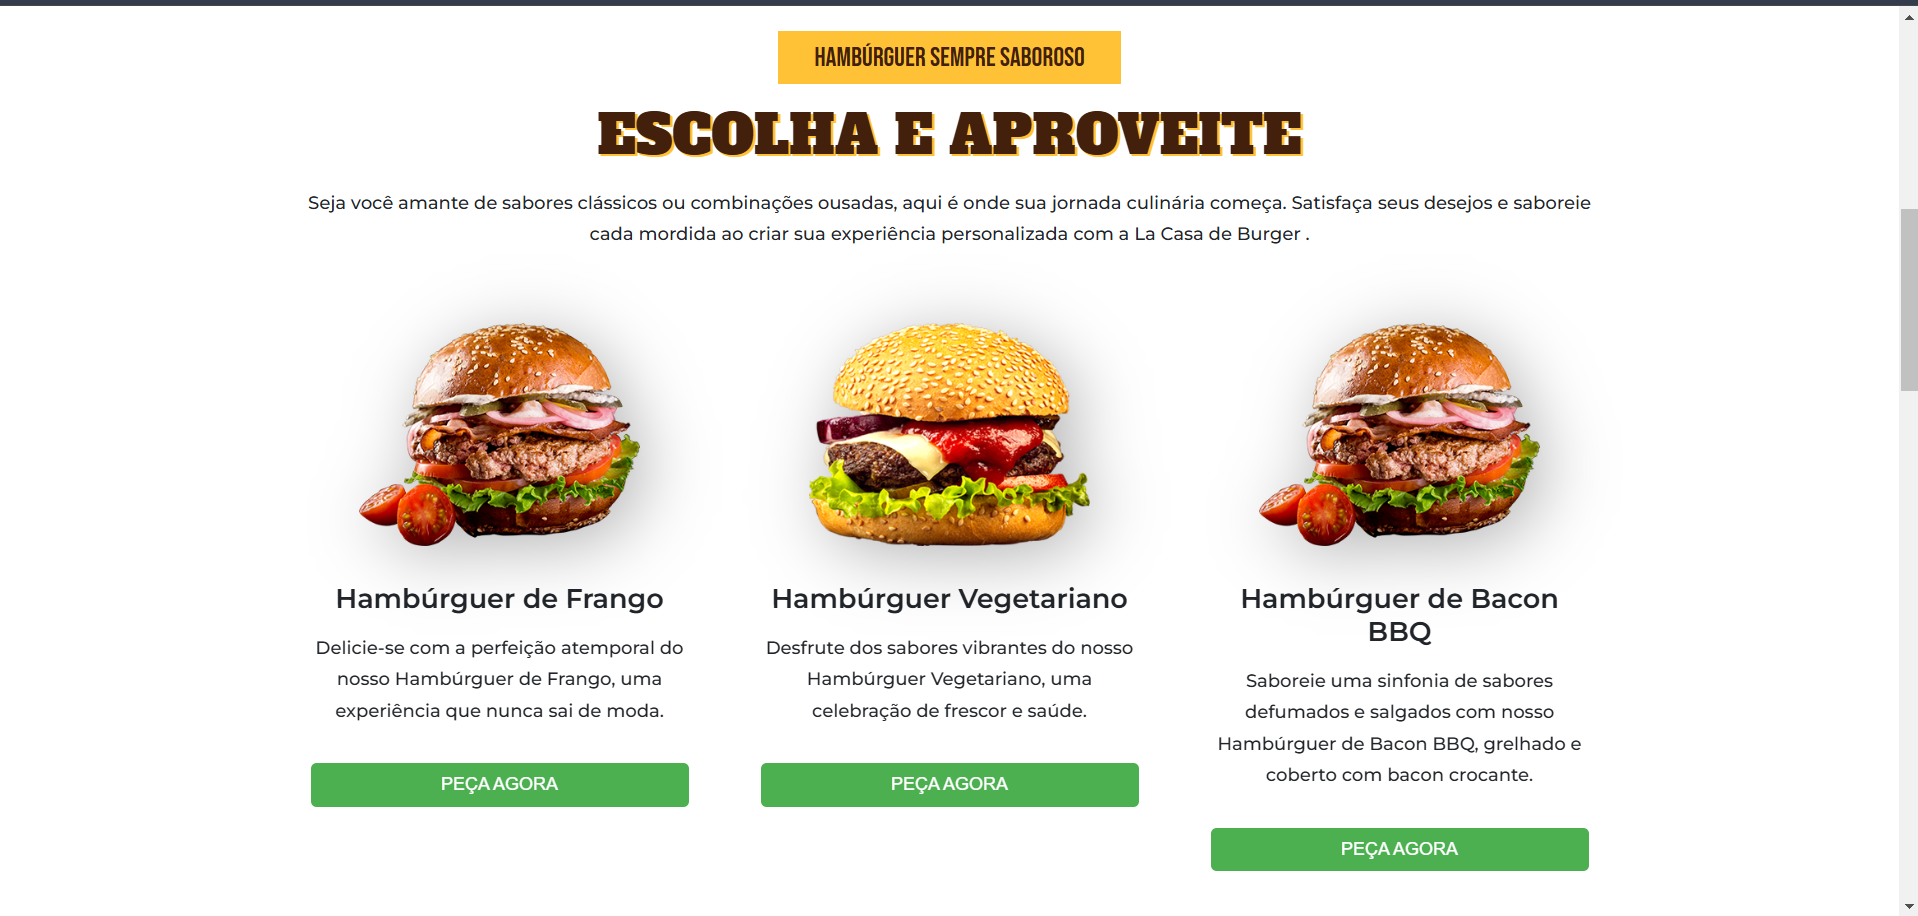 HAMBÚRGUER SEMPRE SABOROSO
ESCOLHA E APROVEITE
Seja você amante de sabores clássicos ou combinações ousadas, aqui é onde sua jornada culinária começa. Satisfaça seus desejos e saboreie
cada mordida ao criar sua experiência personalizada com a La Casa de Burger .
Hambúrguer de Frango
Delicie-se com a perfeição atemporal do
nosso Hambúrguer de Frango, uma
experiência que nunca sai de moda.
PEÇA AGORA
Hambúrguer Vegetariano
Desfrute dos sabores vibrantes do nosso
Hambúrguer Vegetariano, uma
celebração de frescor e saúde.
PEÇA AGORA
Hambúrguer de Bacon
BBQ
Saboreie uma sinfonia de sabores
defumados e salgados com nosso
Hambúrguer de Bacon BBQ, grelhado e
coberto com bacon crocante.
PEÇA AGORA